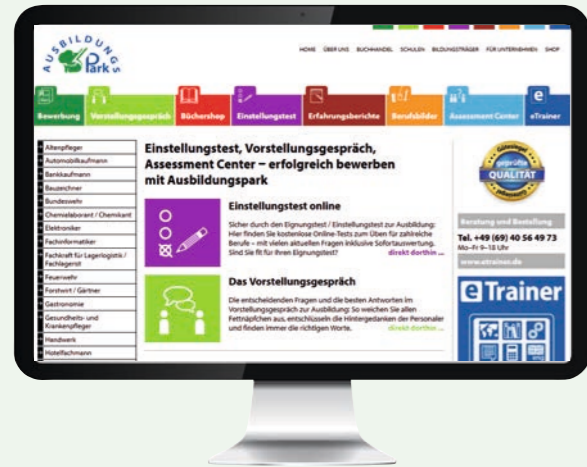 AUSBILDUNGS
Park
HOME ÜBER UNS BUCHHANDEL SCHULEN BILDUNGSTRÄGER FÜR UNTERNEHMEN SHOP
Bewerbung Vorstellungsgespräch Büchershop Einstellungstest Erfahrungsberichte Berufsbilder Assessment Center eTrainer
Altenpfleger
Automobilkaufmann
Bankkaufmann
Bauzeichner
Bundeswehr
Chemielaborant / Chemikant
Elektroniker
Fachinformatiker
Fachkraft für Lagerlogistik /
Fachlagerist
Feuerwehr
Forstwirt / Gärtner
Gastronomie
Gesundheits- und
Krankenpfleger
Handwerk
Hotelfachmann
Einstellungstest, Vorstellungsgespräch,
Assessment Center – erfolgreich bewerben
mit Ausbildungspark
Einstellungstest online
Sicher durch den Eignungstest / Einstellungstest zur Ausbildung:
Hier finden Sie kostenlose Online-Tests zum Üben für zahlreiche
Berufe – mit vielen aktuellen Fragen inklusive Sofortauswertung.
Sind Sie fit für Ihren Eignungstest? direkt dorthin ...
Das Vorstellungsgespräch
Die entscheidenden Fragen und die besten Antworten im
Vorstellungsgespräch zur Ausbildung: So weichen Sie allen
Fettnäpfchen aus, entschlüsseln die Hintergedanken der Personaler
und finden immer die richtigen Worte. direkt dorthin ...
Gütesiegel
geprüfte
QUALITÄT
Beratung und Bestellung
Tel. +49 (69) 40 56 49 73
Mo–Fr 9–18 Uhr
www.etrainer.de
e Trainer